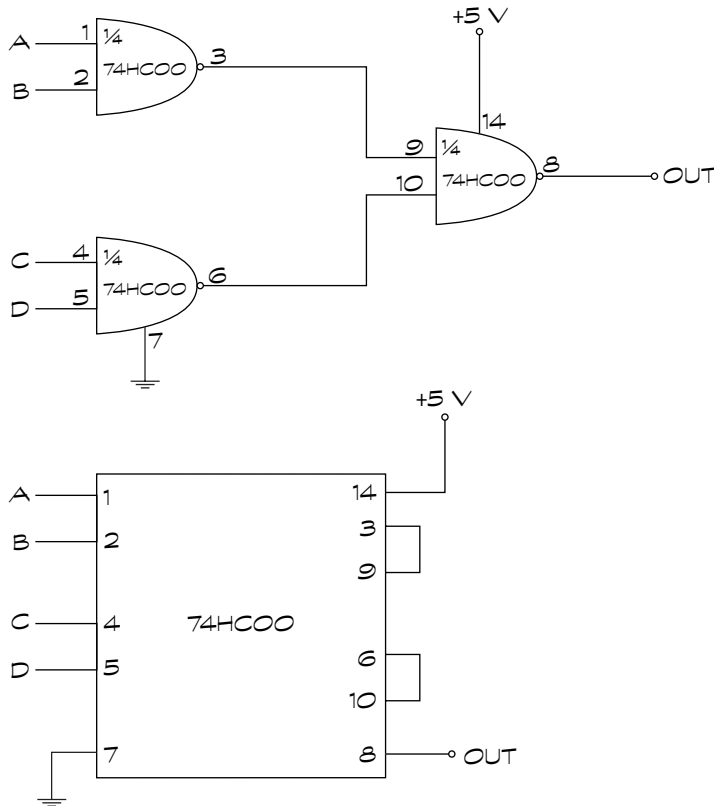 +5 V
A 1 ¼
74HC00 3
B 2
14
9 ¼
74HC00 8 OUT
10
C 4 ¼
74HC00 6
D 5
7
+5 V
A 1 14
3
B 2
9
C 4 74HC00
6
D 5
10
7 8 OUT